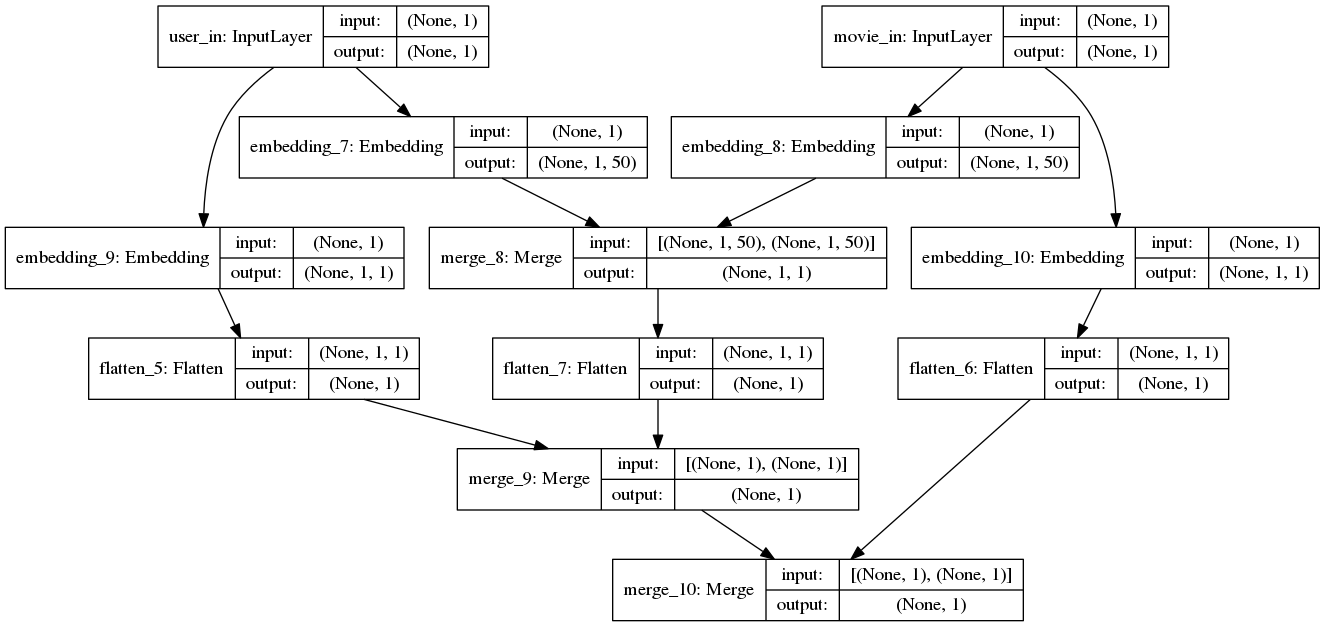 user_in: InputLayer
input: (None, 1)
output: (None, 1)
movie_in: InputLayer
input: (None, 1)
output: (None, 1)
embedding_7: Embedding
input: (None, 1)
output: (None, 1, 50)
embedding_8: Embedding
input: (None, 1)
output: (None, 1, 50)
embedding_9: Embedding
input: (None, 1)
output: (None, 1, 1)
merge_8: Merge
input: [(None, 1, 50), (None, 1, 50)]
output: (None, 1, 1)
embedding_10: Embedding
input: (None, 1)
output: (None, 1, 1)
flatten_5: Flatten
input: (None, 1, 1)
output: (None, 1)
flatten_7: Flatten
input: (None, 1, 1)
output: (None, 1)
flatten_6: Flatten
input: (None, 1, 1)
output: (None, 1)
merge_9: Merge
input: [(None, 1), (None, 1)]
output: (None, 1)
merge_10: Merge
input: [(None, 1), (None, 1)]
output: (None, 1)